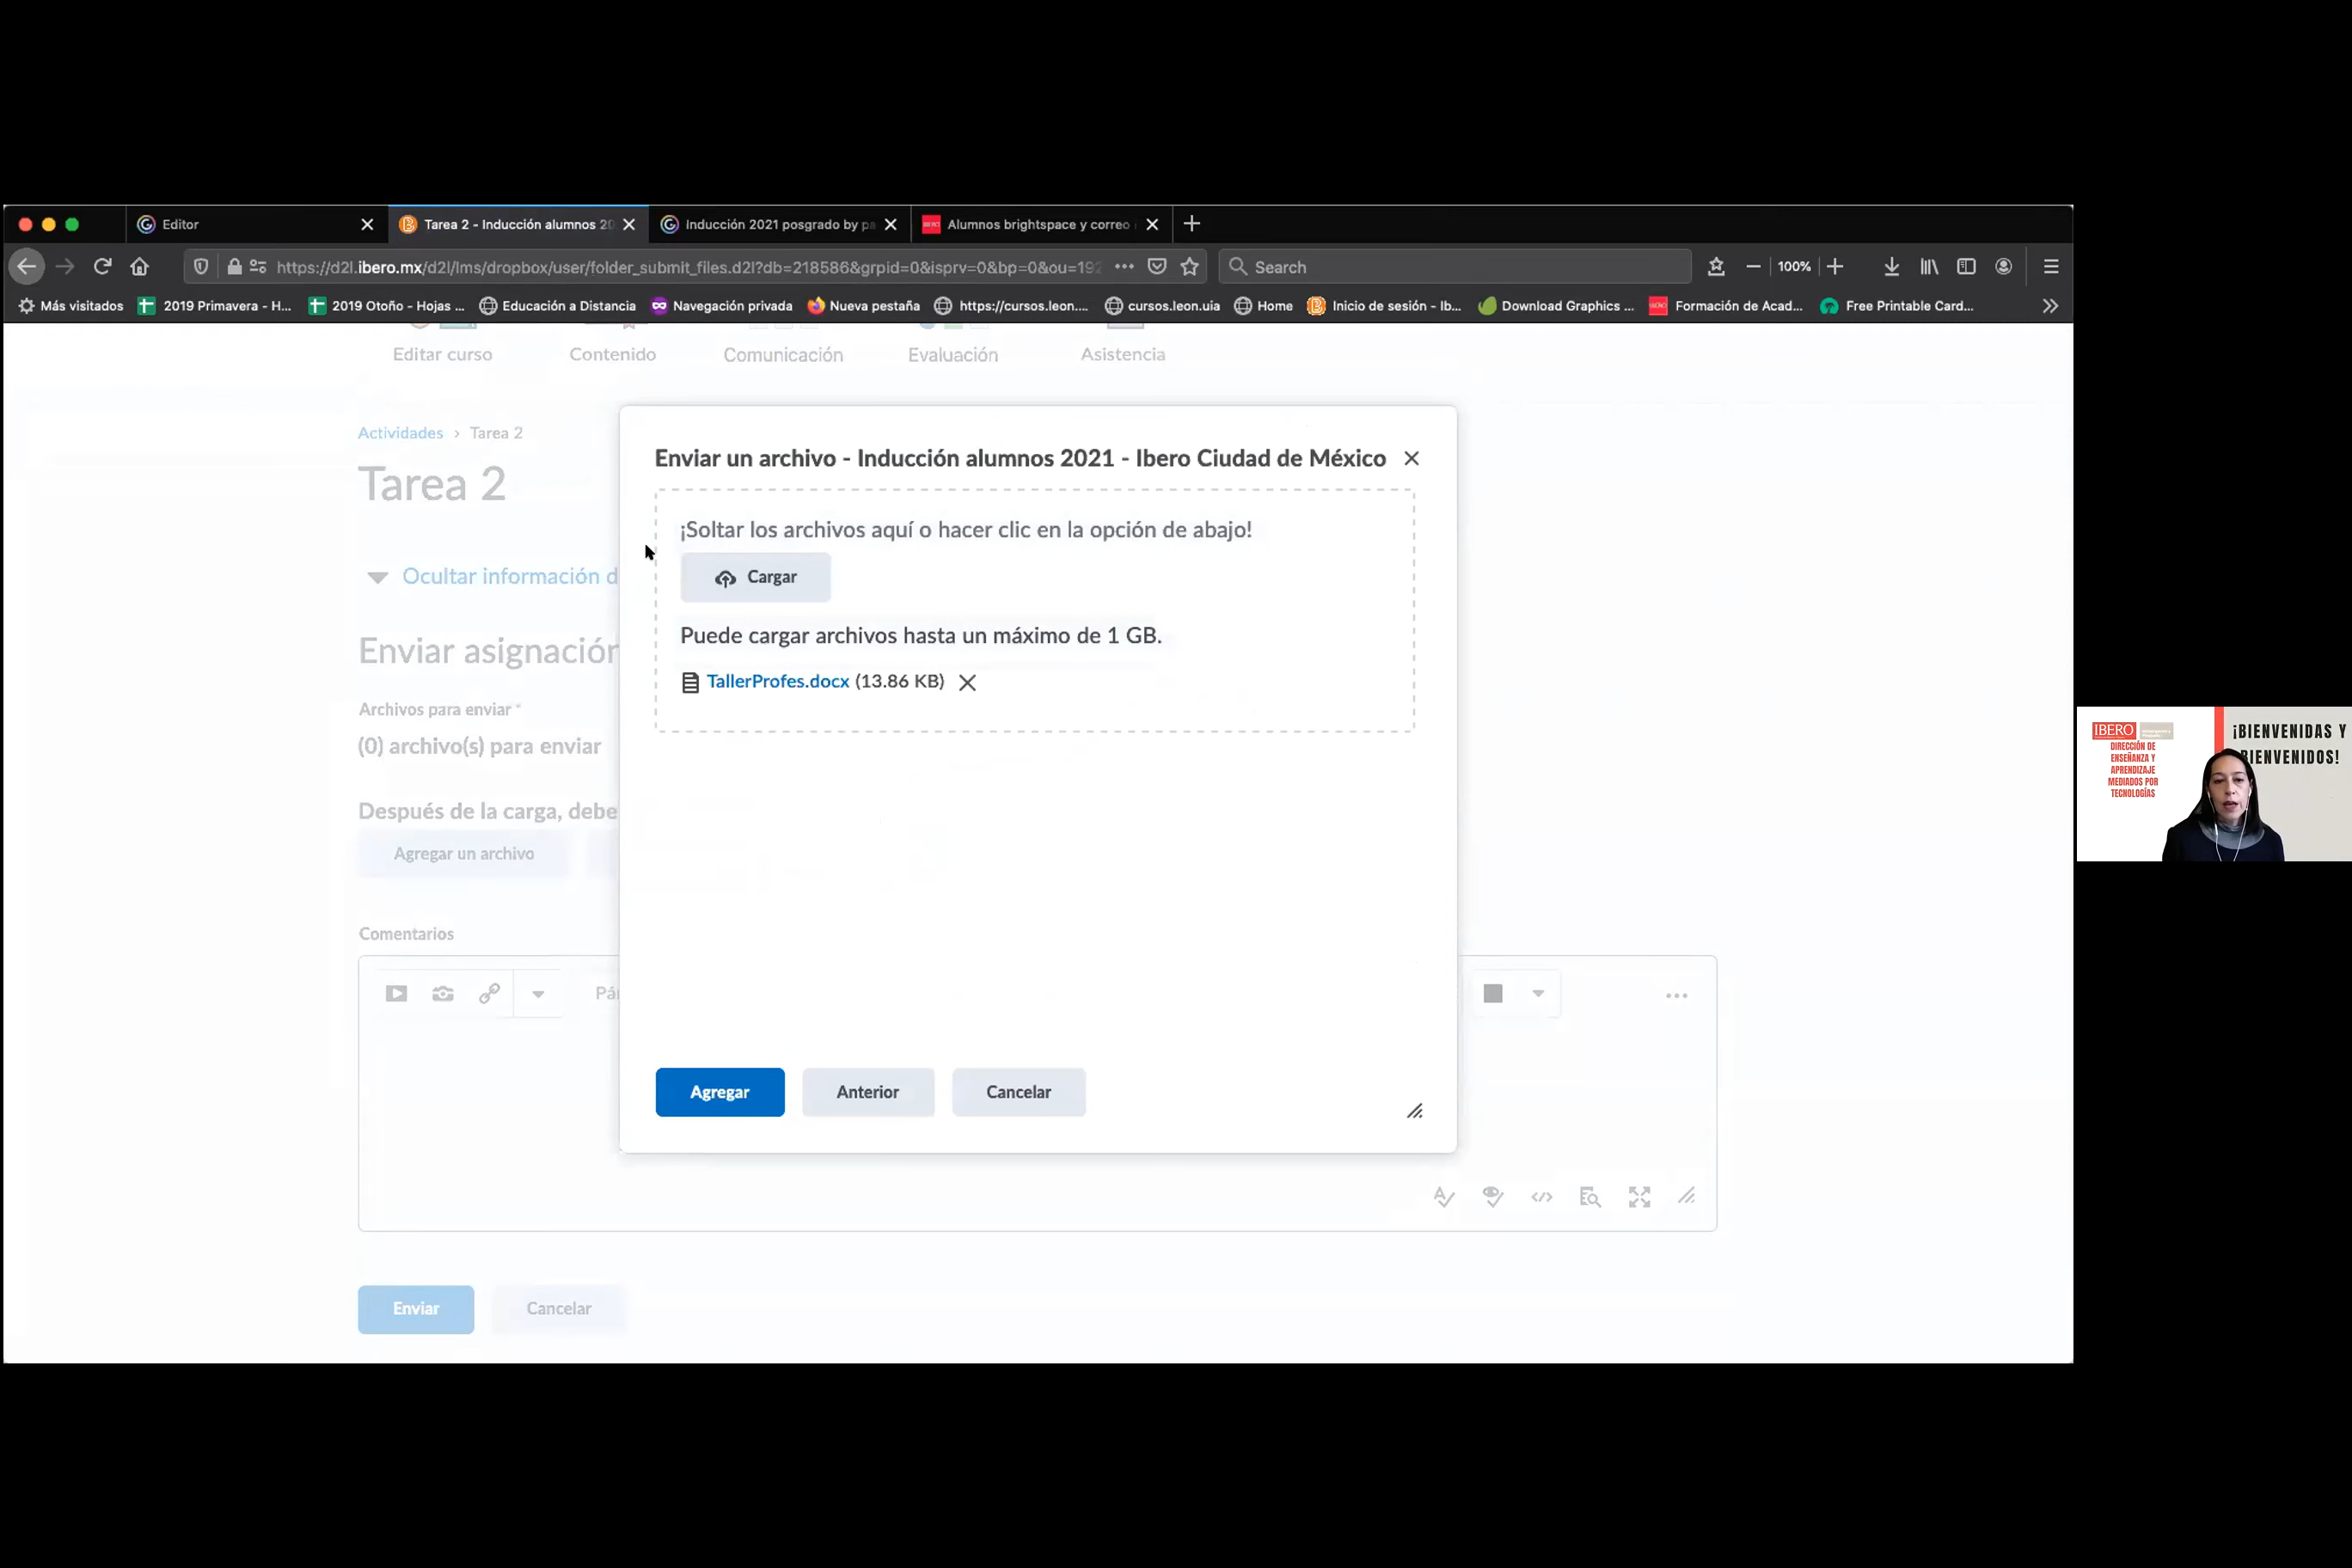 Editor
Tarea 2 - Inducción alumnos 20
Inducción 2021 posgrado by pa
Alumnos brightspace y correo
https://d2l.ibero.mx/d2l/lms/dropbox/user/folder_submit_files.d2l?db=218586&grpid=0&isprv=0&bp=0&ou=192
Search
100%
Más visitados
2019 Primavera - H...
2019 Otoño - Hojas ...
Educación a Distancia
Navegación privada
Nueva pestaña
https://cursos.leon....
cursos.leon.uia
Home
Inicio de sesión - Ib...
Download Graphics ...
Formación de Acad...
Free Printable Card...
Editar curso
Contenido
Comunicación
Evaluación
Asistencia
Actividades > Tarea 2
Tarea 2
Ocultar información d
Enviar asignación
Archivos para enviar *
(0) archivo(s) para enviar
Después de la carga, debe
Agregar un archivo
Comentarios
Enviar
Cancelar
Enviar un archivo - Inducción alumnos 2021 - Ibero Ciudad de México
¡Soltar los archivos aquí o hacer clic en la opción de abajo!
Cargar
Puede cargar archivos hasta un máximo de 1 GB.
TallerProfes.docx (13.86 KB)
Agregar
Anterior
Cancelar
IBERO
DIRECCIÓN DE
ENSEÑANZA Y
APRENDIZAJE
MEDIADOS POR
TECNOLOGÍAS
¡BIENVENIDAS Y
BIENVENIDOS!